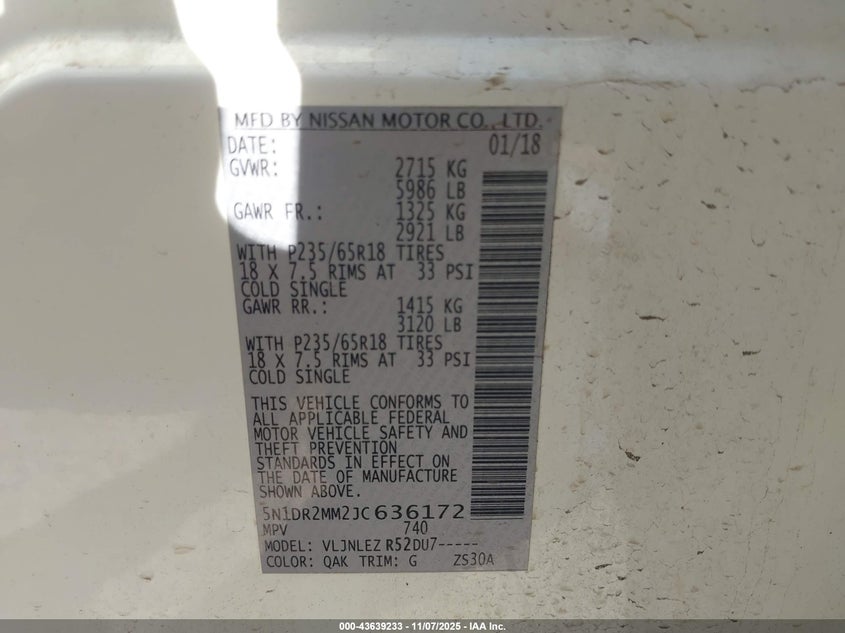 MFD BY NISSAN MOTOR CO., LTD.
DATE: 01/18
GVWR: 2715 KG
5986 LB
GAWR FR.: 1325 KG
2921 LB
WITH P235/65R18 TIRES
18 X 7.5 RIMS AT 33 PSI
COLD SINGLE
GAWR RR.: 1415 KG
3120 LB
WITH P235/65R18 TIRES
18 X 7.5 RIMS AT 33 PSI
COLD SINGLE
THIS VEHICLE CONFORMS TO
ALL APPLICABLE FEDERAL
MOTOR VEHICLE SAFETY AND
THEFT PREVENTION
STANDARDS IN EFFECT ON
THE DATE OF MANUFACTURE
SHOWN ABOVE.
5N1DR2MM2JC636172
MPV 740
MODEL: VLJNLEZ R52DU7-----
COLOR: QAK TRIM: G ZS30A
000-43639233 - 11/07/2025 - IAA Inc.